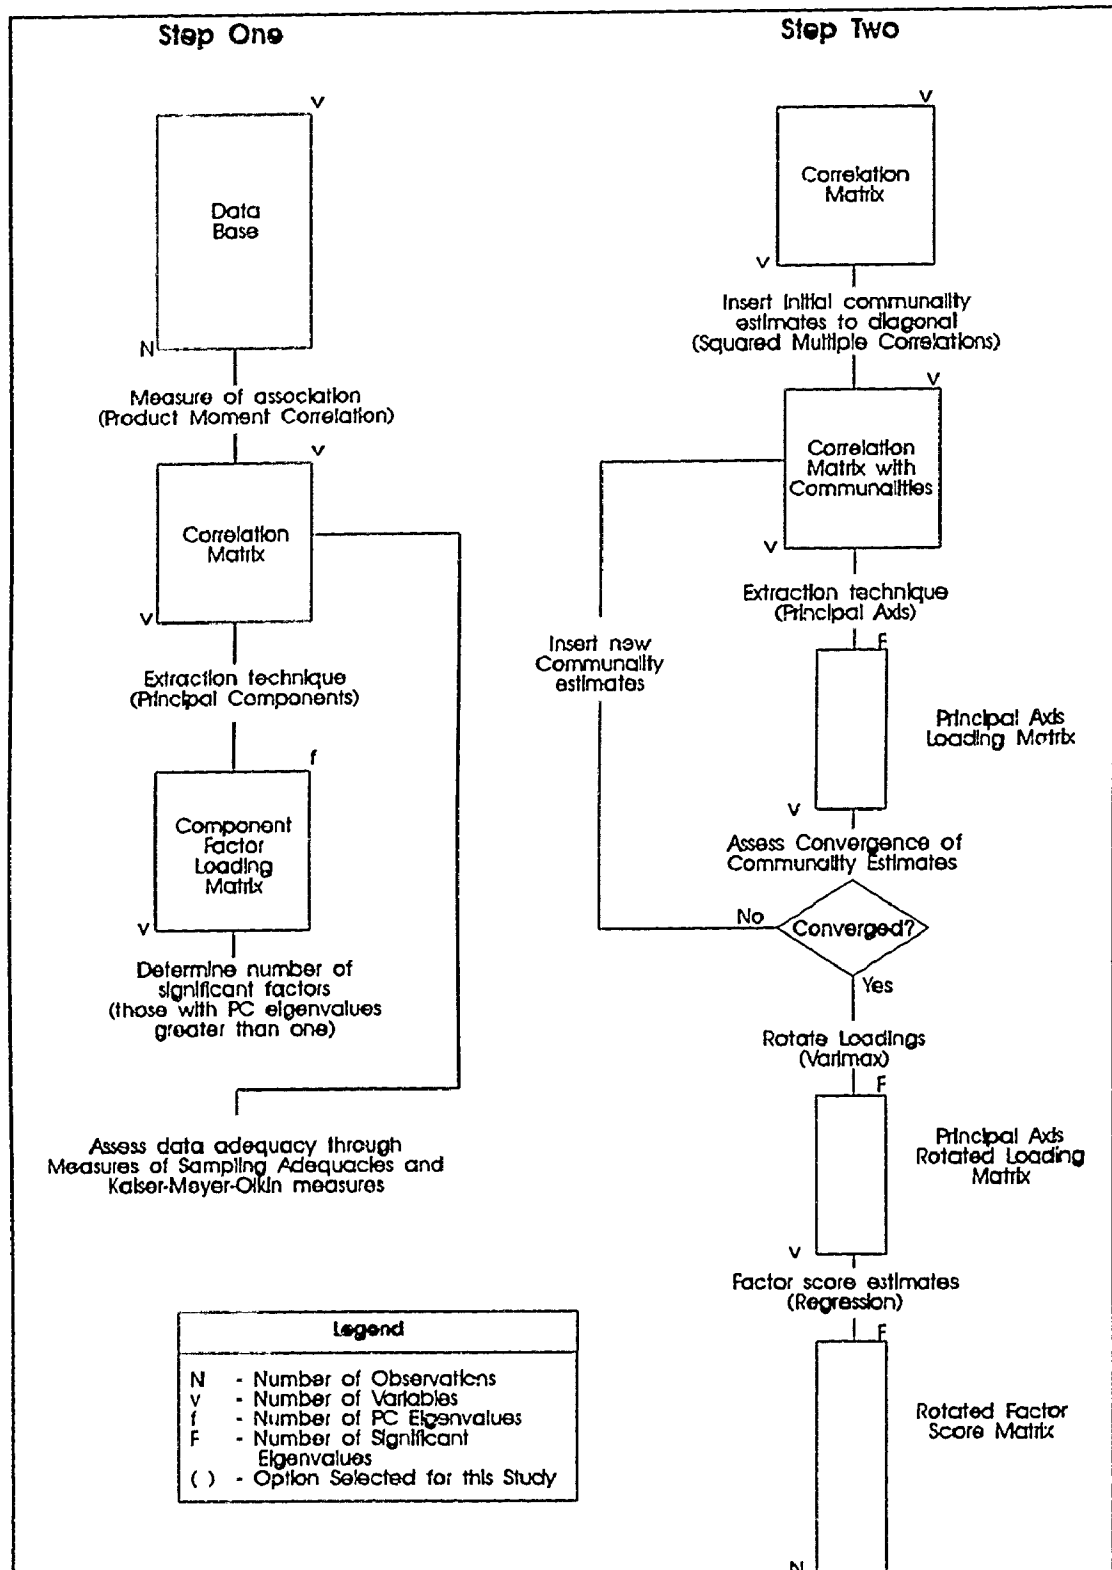 Step One
v
Data
Base
N
Measure of association
(Product Moment Correlation)
v
Correlation
Matrix
v
Extraction technique
(Principal Components)
f
Component
Factor
Loading
Matrix
v
Determine number of
significant factors
(those with PC eigenvalues
greater than one)
Assess data adequacy through
Measures of Sampling Adequacies and
Kaiser-Meyer-Olkin measures
Step Two
v
Correlation
Matrix
v
Insert initial communality
estimates to diagonal
(Squared Multiple Correlations)
v
Correlation
Matrix with
Communalities
v
Extraction technique
(Principal Axis)
F
Insert new
Communality
estimates
Principal Axis
Loading Matrix
v
Assess Convergence of
Communality Estimates
No
Converged?
Yes
Rotate Loadings
(Varimax)
F
Principal Axis
Rotated Loading
Matrix
v
Factor score estimates
(Regression)
F
Rotated Factor
Score Matrix
N
Legend
N - Number of Observations
v - Number of Variables
f - Number of PC Eigenvalues
F - Number of Significant
Eigenvalues
( ) - Option Selected for this Study